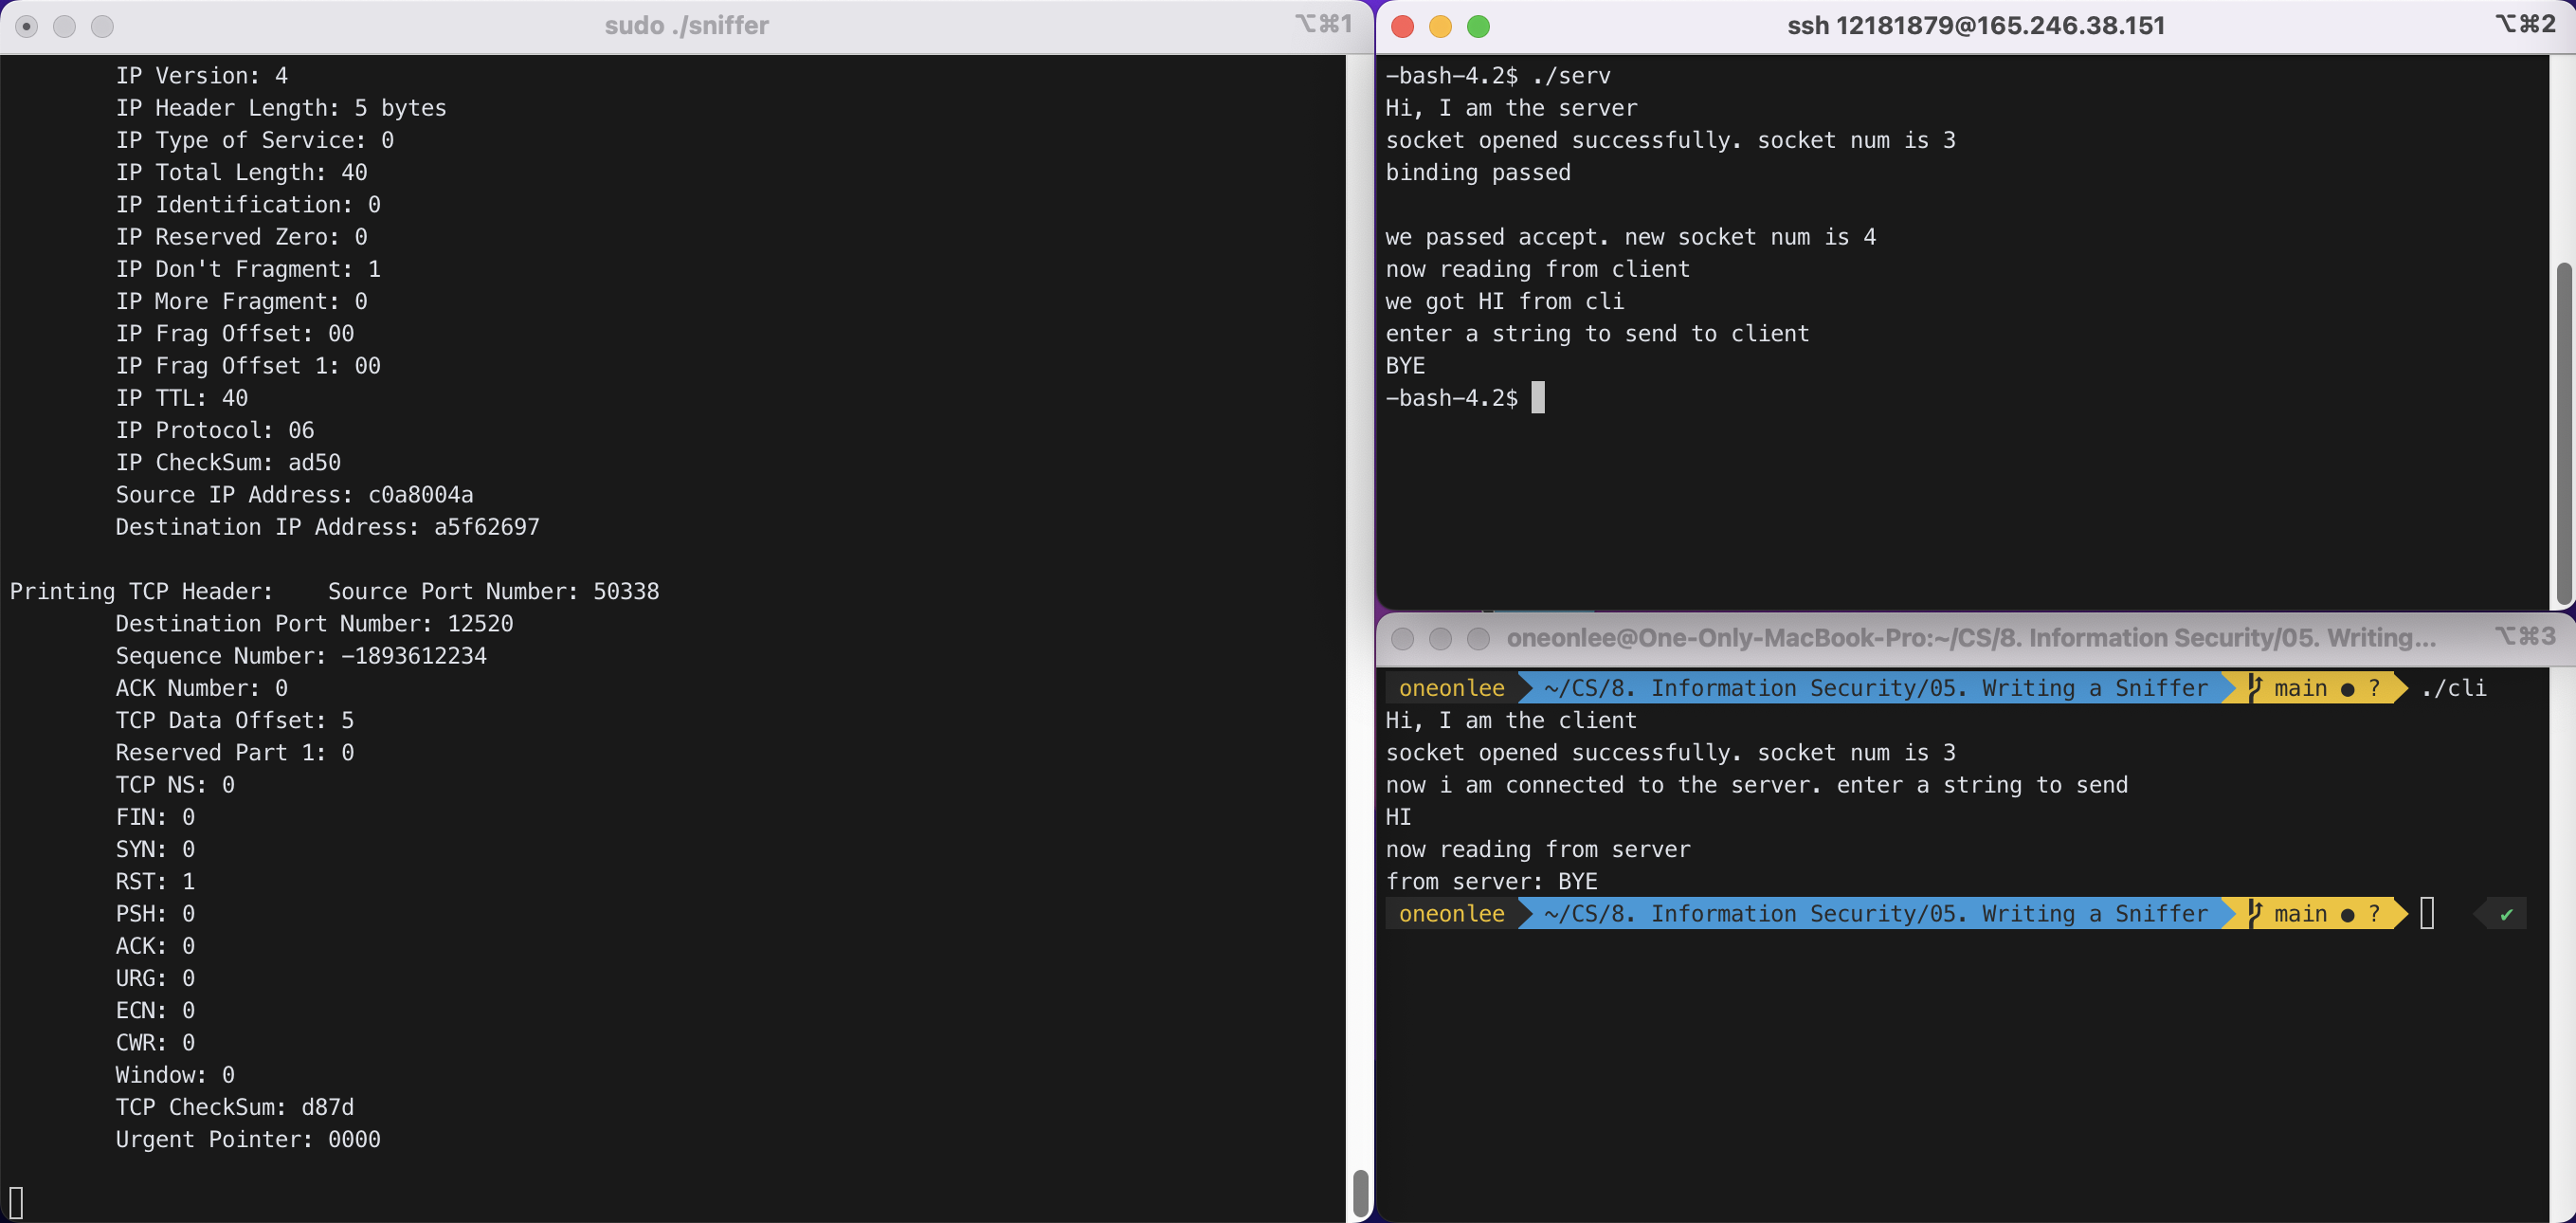 sudo ./sniffer
⌥⌘1
IP Version: 4
IP Header Length: 5 bytes
IP Type of Service: 0
IP Total Length: 40
IP Identification: 0
IP Reserved Zero: 0
IP Don't Fragment: 1
IP More Fragment: 0
IP Frag Offset: 00
IP Frag Offset 1: 00
IP TTL: 40
IP Protocol: 06
IP CheckSum: ad50
Source IP Address: c0a8004a
Destination IP Address: a5f62697
Printing TCP Header:    Source Port Number: 50338
Destination Port Number: 12520
Sequence Number: -1893612234
ACK Number: 0
TCP Data Offset: 5
Reserved Part 1: 0
TCP NS: 0
FIN: 0
SYN: 0
RST: 1
PSH: 0
ACK: 0
URG: 0
ECN: 0
CWR: 0
Window: 0
TCP CheckSum: d87d
Urgent Pointer: 0000
ssh 12181879@165.246.38.151
⌥⌘2
-bash-4.2$ ./serv
Hi, I am the server
socket opened successfully. socket num is 3
binding passed
we passed accept. new socket num is 4
now reading from client
we got HI from cli
enter a string to send to client
BYE
-bash-4.2$
oneonlee@One-Only-MacBook-Pro:~/CS/8. Information Security/05. Writing...
⌥⌘3
oneonlee ~/CS/8. Information Security/05. Writing a Sniffer main ● ? ./cli
Hi, I am the client
socket opened successfully. socket num is 3
now i am connected to the server. enter a string to send
HI
now reading from server
from server: BYE
oneonlee ~/CS/8. Information Security/05. Writing a Sniffer main ● ? ✔